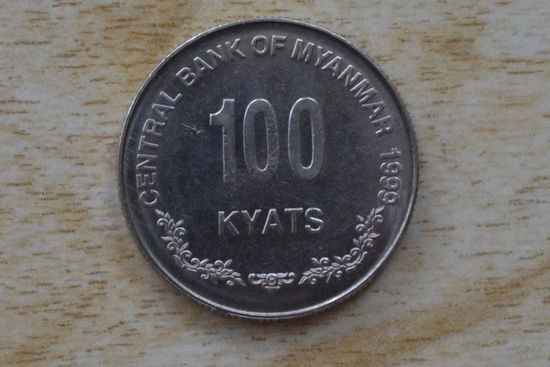 CENTRAL BANK OF MYANMAR 1999
100
KYATS